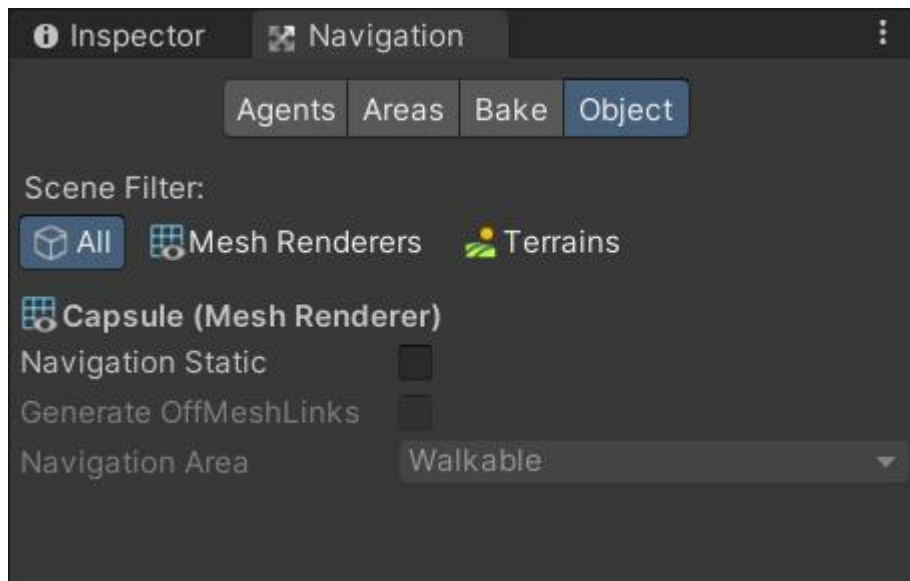 Inspector Navigation
Agents Areas Bake Object
Scene Filter:
All Mesh Renderers Terrains
Capsule (Mesh Renderer)
Navigation Static
Generate OffMeshLinks
Navigation Area Walkable